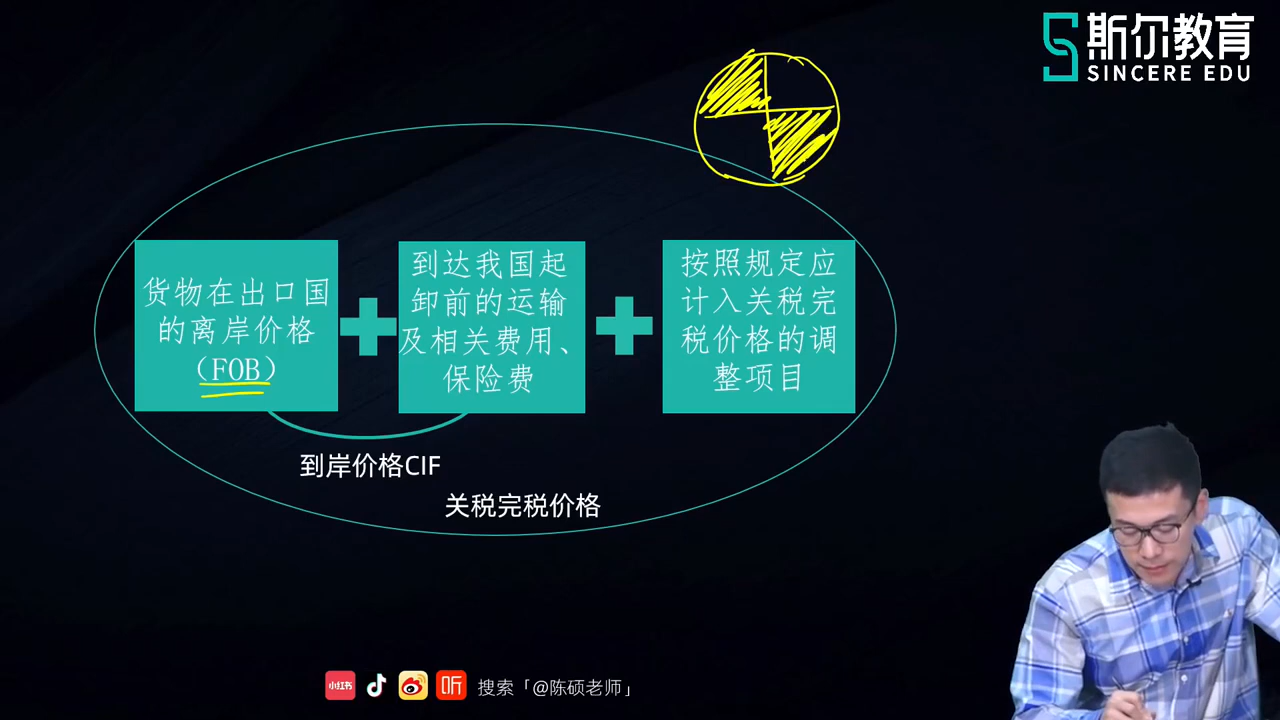 斯尔教育
SINCERE EDU
货物在出口国
的离岸价格
（FOB）
到达我国起
卸前的运输
及相关费用、
保险费
按照规定应
计入关税完
税价格的调
整项目
到岸价格CIF
关税完税价格
小红书
听
搜索「@陈硕老师」